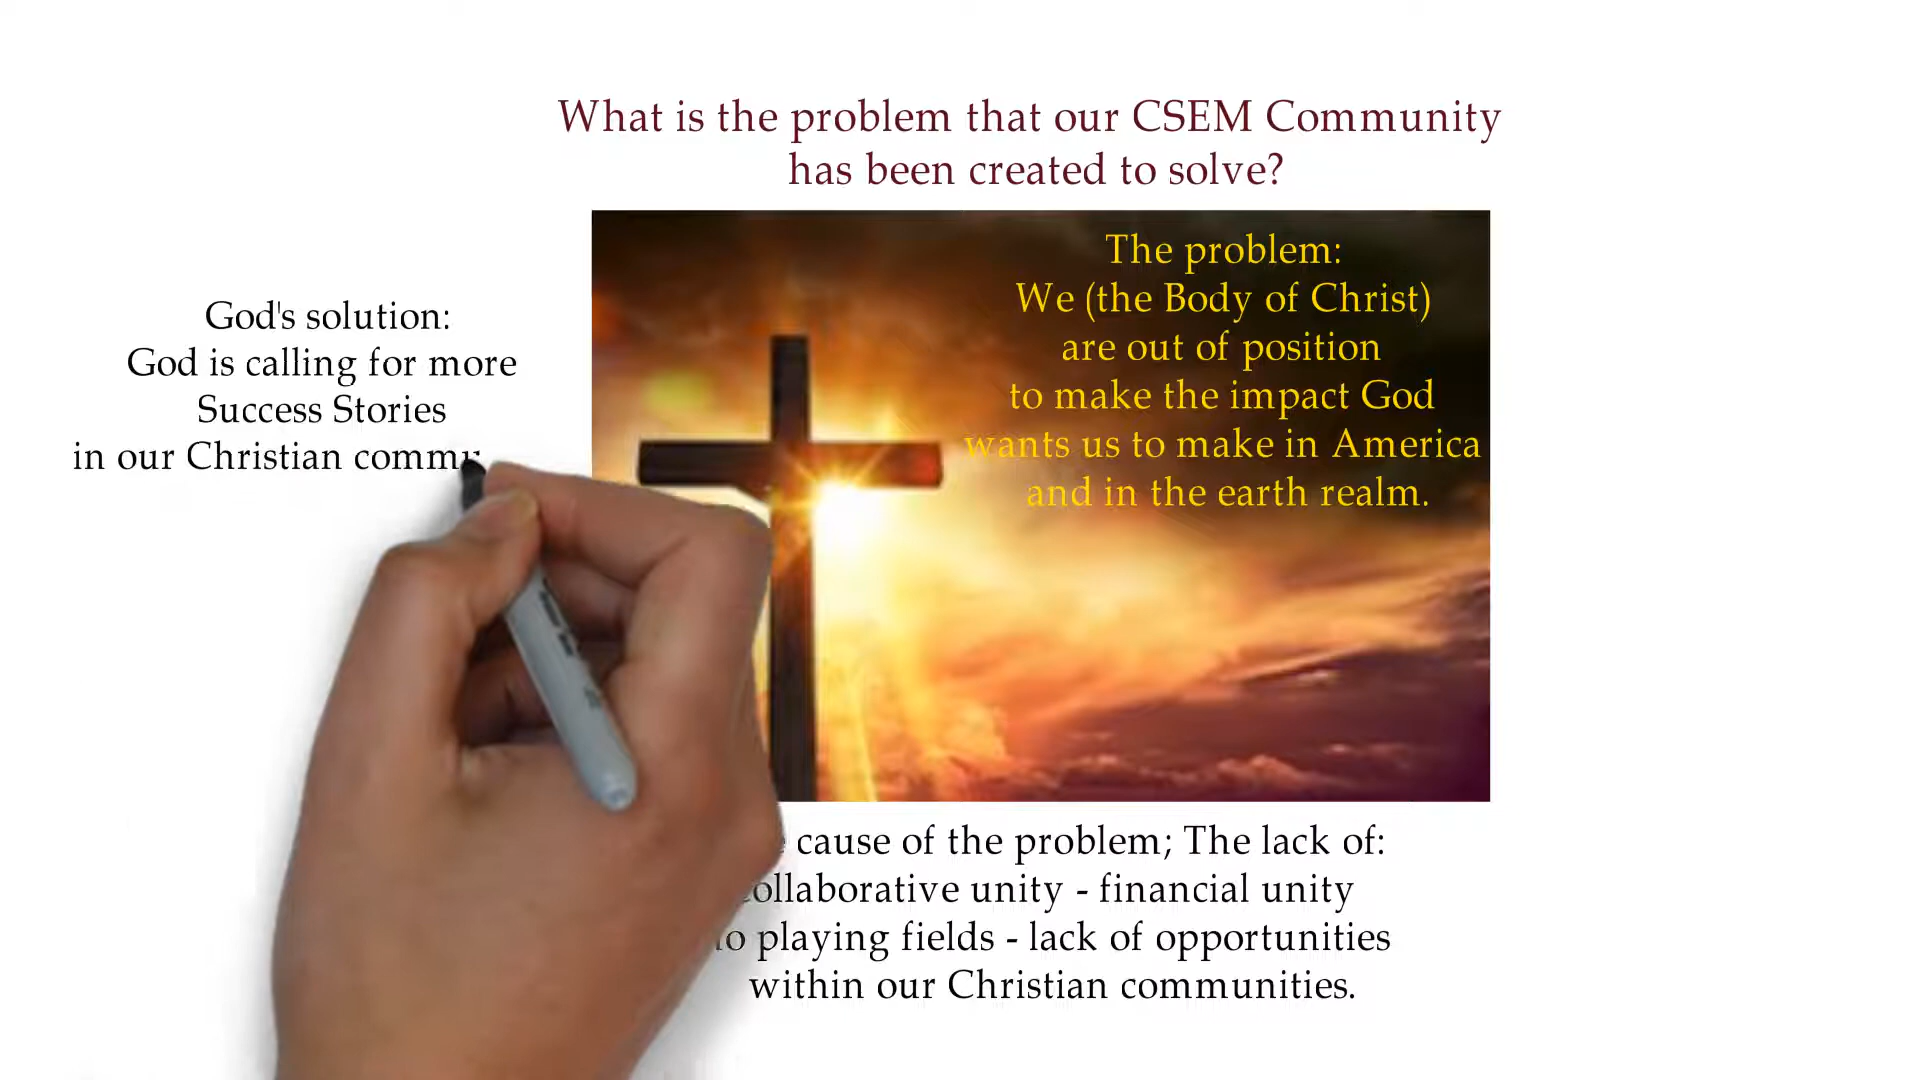 What is the problem that our CSEM Community
has been created to solve?
The problem:
We (the Body of Christ)
are out of position
to make the impact God
wants us to make in America
and in the earth realm.
God's solution:
God is calling for more
Success Stories
in our Christian
cause of the problem; The lack of:
unity - financial unity
playing fields - lack of opportunities
within our Christian communities.